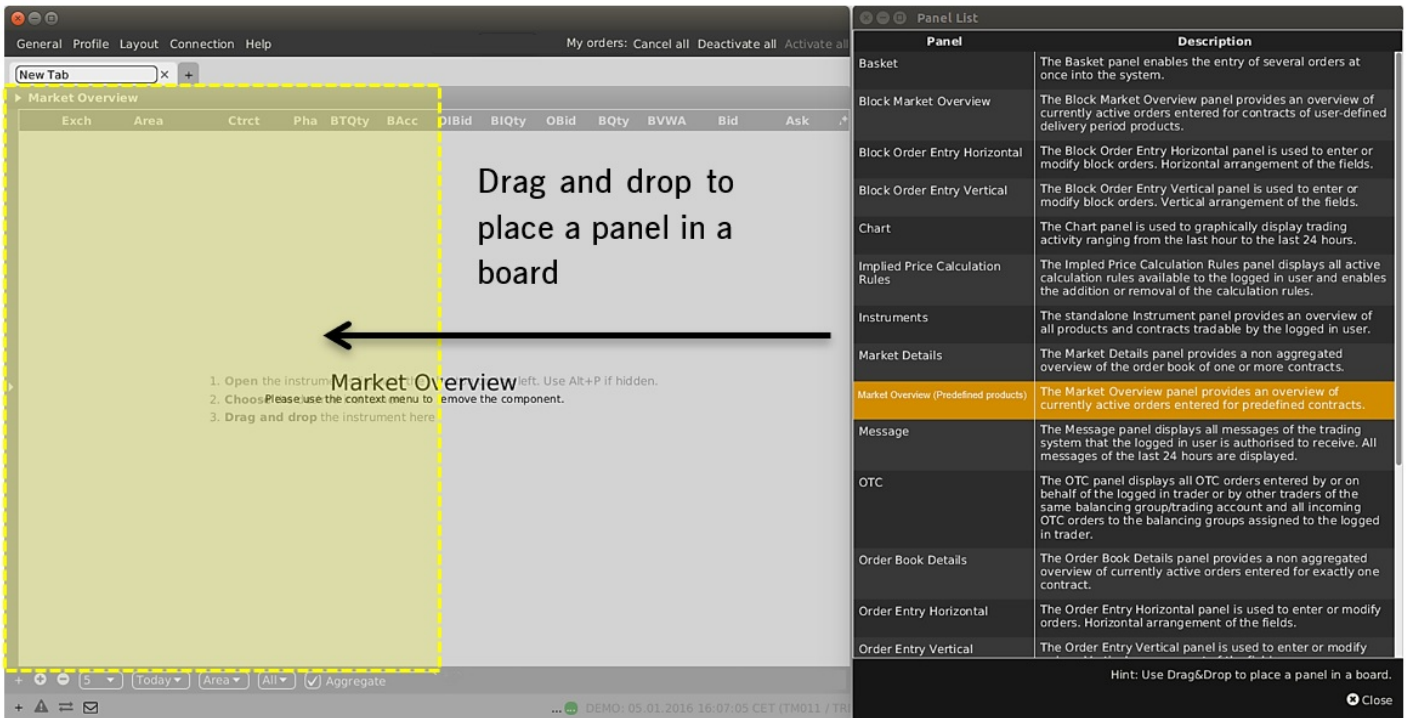 Panel List
General Profile Layout Connection Help
My orders: Cancel all Deactivate all Activate all
New Tab
Market Overview
Exch Area Ctrct Pha BTQty BAcc OIBid BIQty OBid BQty BVWA Bid Ask
Drag and drop to
place a panel in a
board
1. Open the instrum left. Use Alt+P if hidden.
Market Overview
2. Choose
Please use the context menu to remove the component.
3. Drag and drop the instrument here
+ 5 Today Area All Aggregate
... DEMO: 05.01.2016 16:07:05 CET (TM011 / TRI
Panel Description
Basket
The Basket panel enables the entry of several orders at
once into the system.
Block Market Overview
The Block Market Overview panel provides an overview of
currently active orders entered for contracts of user-defined
delivery period products.
Block Order Entry Horizontal
The Block Order Entry Horizontal panel is used to enter or
modify block orders. Horizontal arrangement of the fields.
Block Order Entry Vertical
The Block Order Entry Vertical panel is used to enter or
modify block orders. Vertical arrangement of the fields.
Chart
The Chart panel is used to graphically display trading
activity ranging from the last hour to the last 24 hours.
Implied Price Calculation
Rules
The Impled Price Calculation Rules panel displays all active
calculation rules available to the logged in user and enables
the addition or removal of the calculation rules.
Instruments
The standalone Instrument panel provides an overview of
all products and contracts tradable by the logged in user.
Market Details
The Market Details panel provides a non aggregated
overview of the order book of one or more contracts.
Market Overview (Predefined products)
The Market Overview panel provides an overview of
currently active orders entered for predefined contracts.
Message
The Message panel displays all messages of the trading
system that the logged in user is authorised to receive. All
messages of the last 24 hours are displayed.
OTC
The OTC panel displays all OTC orders entered by or on
behalf of the logged in trader or by other traders of the
same balancing group/trading account and all incoming
OTC orders to the balancing groups assigned to the logged
in trader.
Order Book Details
The Order Book Details panel provides a non aggregated
overview of currently active orders entered for exactly one
contract.
Order Entry Horizontal
The Order Entry Horizontal panel is used to enter or modify
orders. Horizontal arrangement of the fields.
Order Entry Vertical
The Order Entry Vertical panel is used to enter or modify
Hint: Use Drag&Drop to place a panel in a board.
Close